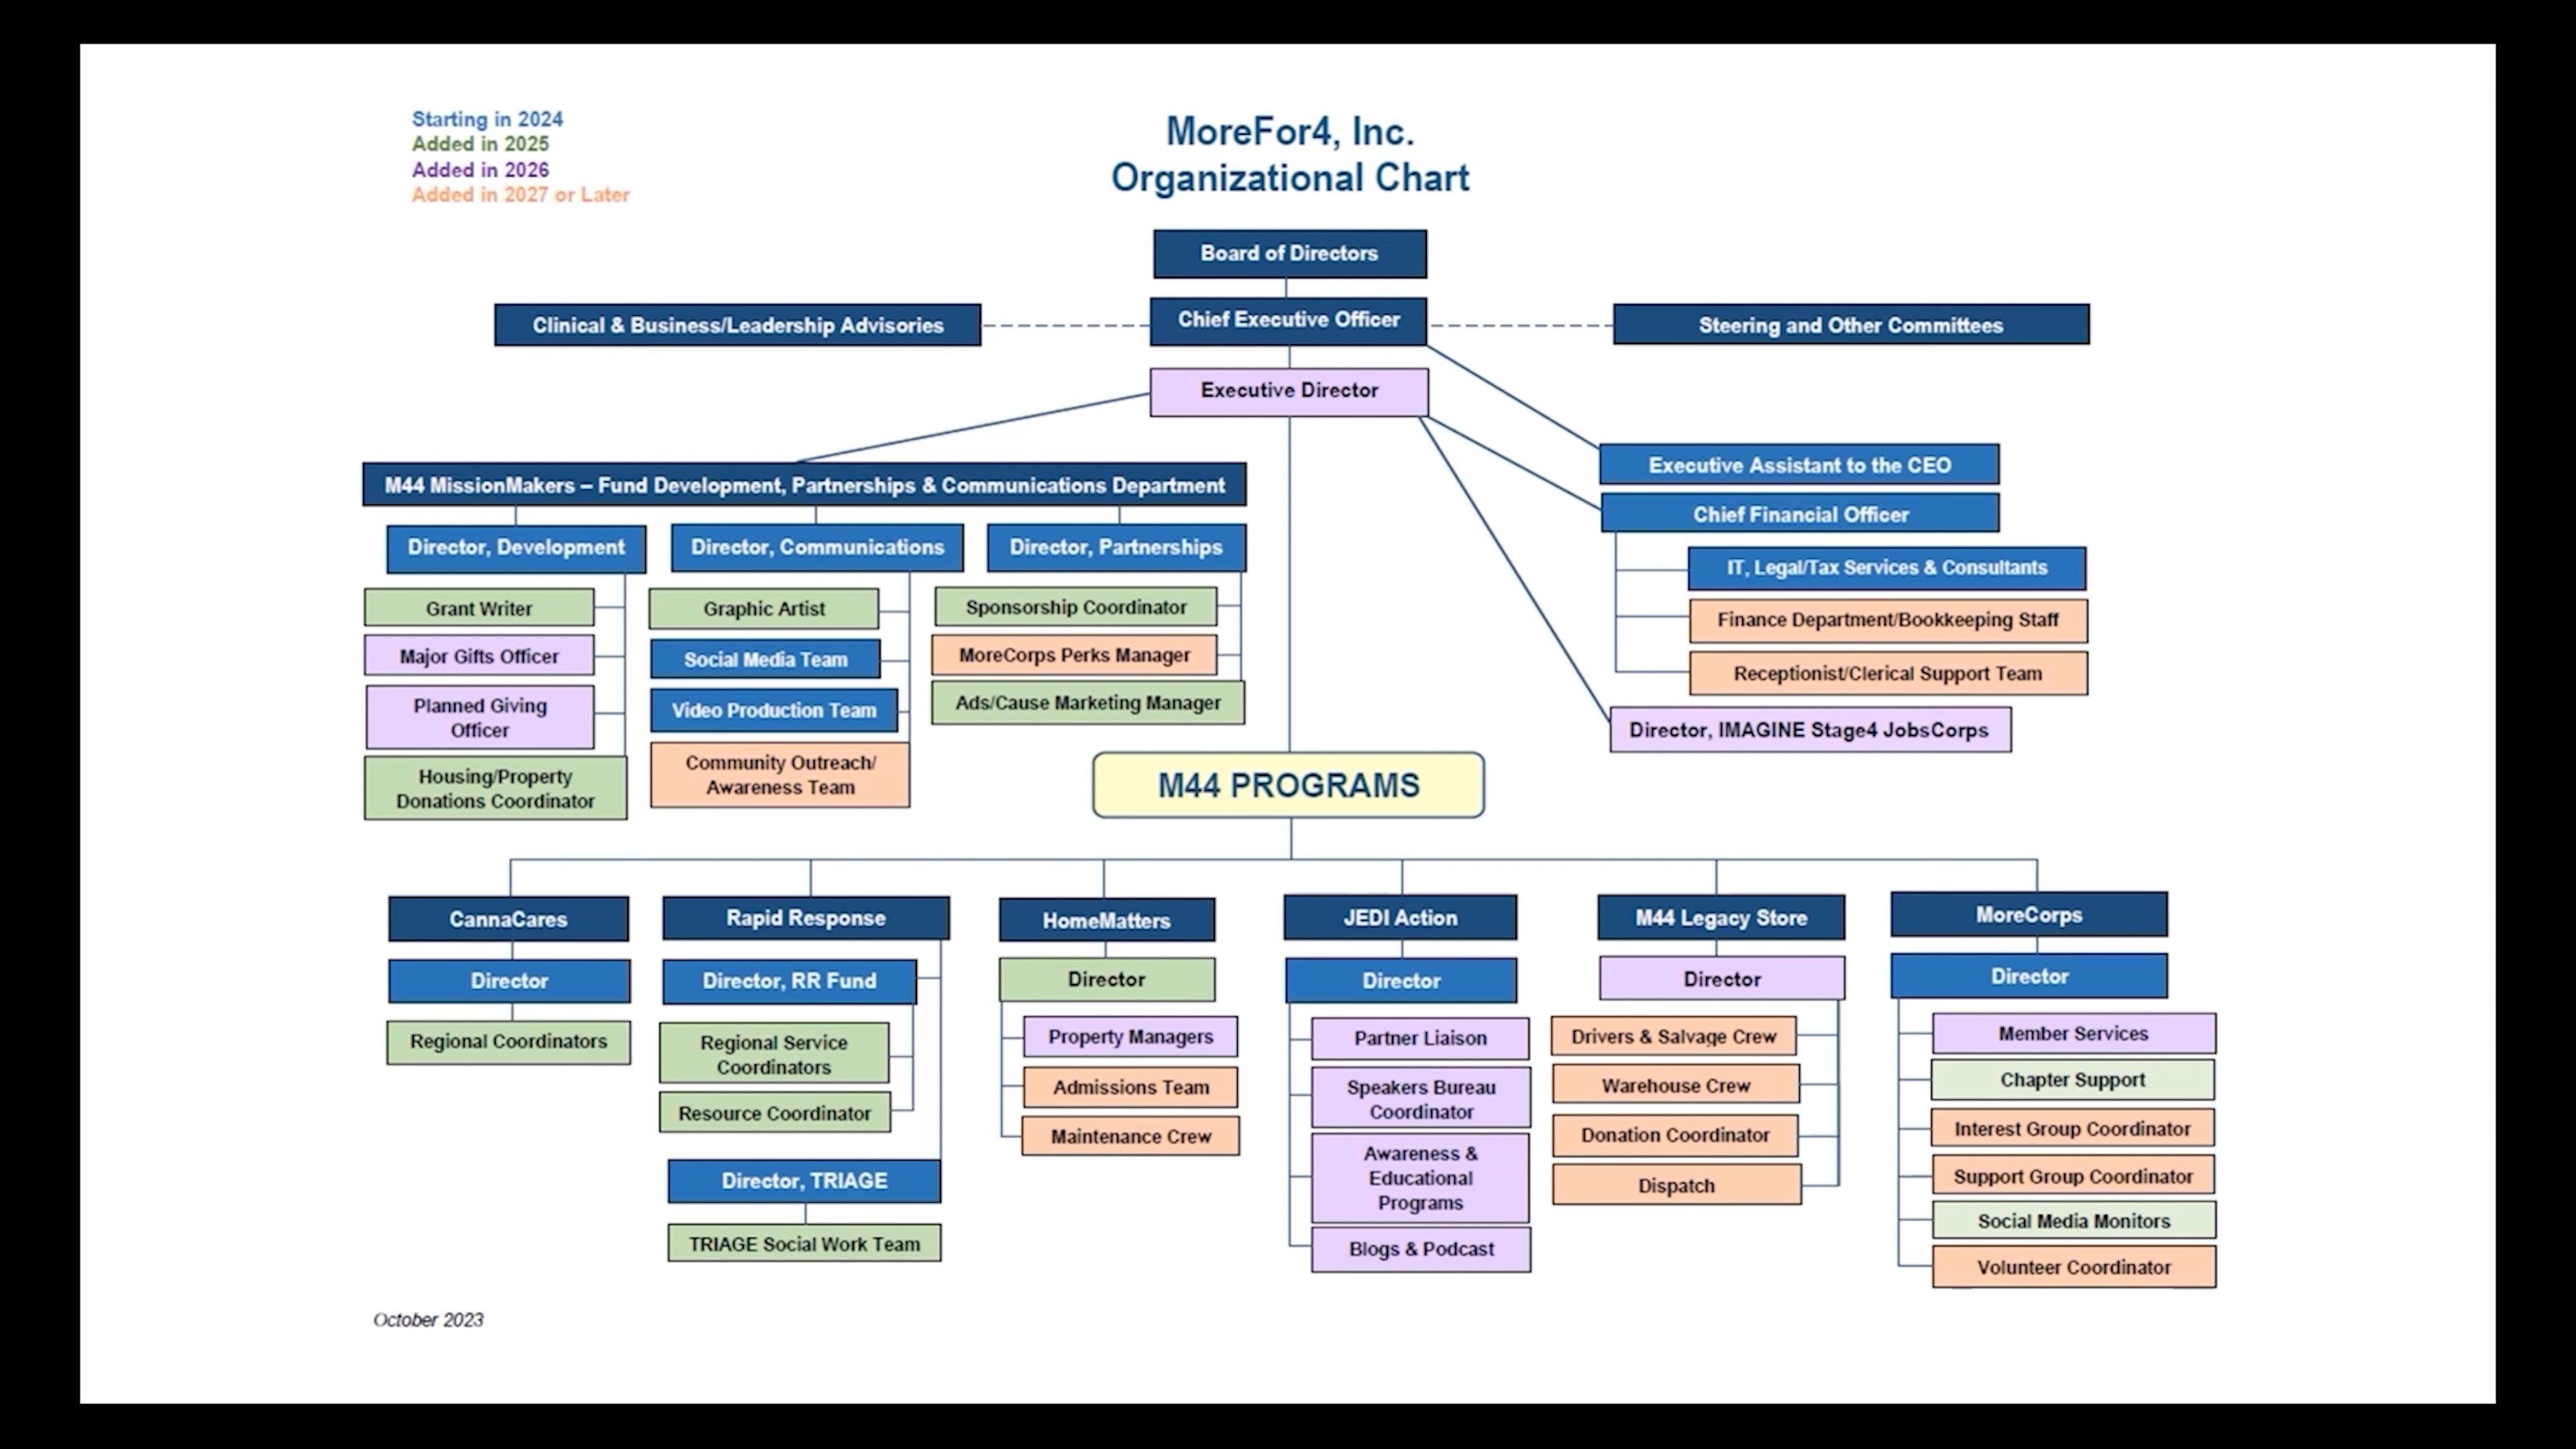 Starting in 2024
Added in 2025
Added in 2026
Added in 2027 or Later
MoreFor4, Inc.
Organizational Chart
Board of Directors
Clinical & Business/Leadership Advisories
Chief Executive Officer
Steering and Other Committees
Executive Director
Executive Assistant to the CEO
Chief Financial Officer
IT, Legal/Tax Services & Consultants
Finance Department/Bookkeeping Staff
Receptionist/Clerical Support Team
Director, IMAGINE Stage4 JobsCorps
M44 MissionMakers – Fund Development, Partnerships & Communications Department
Director, Development
Grant Writer
Major Gifts Officer
Planned Giving
Officer
Housing/Property
Donations Coordinator
Director, Communications
Graphic Artist
Social Media Team
Video Production Team
Community Outreach/
Awareness Team
Director, Partnerships
Sponsorship Coordinator
MoreCorps Perks Manager
Ads/Cause Marketing Manager
M44 PROGRAMS
CannaCares
Director
Regional Coordinators
Rapid Response
Director, RR Fund
Regional Service
Coordinators
Resource Coordinator
Director, TRIAGE
TRIAGE Social Work Team
HomeMatters
Director
Property Managers
Admissions Team
Maintenance Crew
JEDI Action
Director
Partner Liaison
Speakers Bureau
Coordinator
Awareness &
Educational
Programs
Blogs & Podcast
M44 Legacy Store
Director
Drivers & Salvage Crew
Warehouse Crew
Donation Coordinator
Dispatch
MoreCorps
Director
Member Services
Chapter Support
Interest Group Coordinator
Support Group Coordinator
Social Media Monitors
Volunteer Coordinator
October 2023